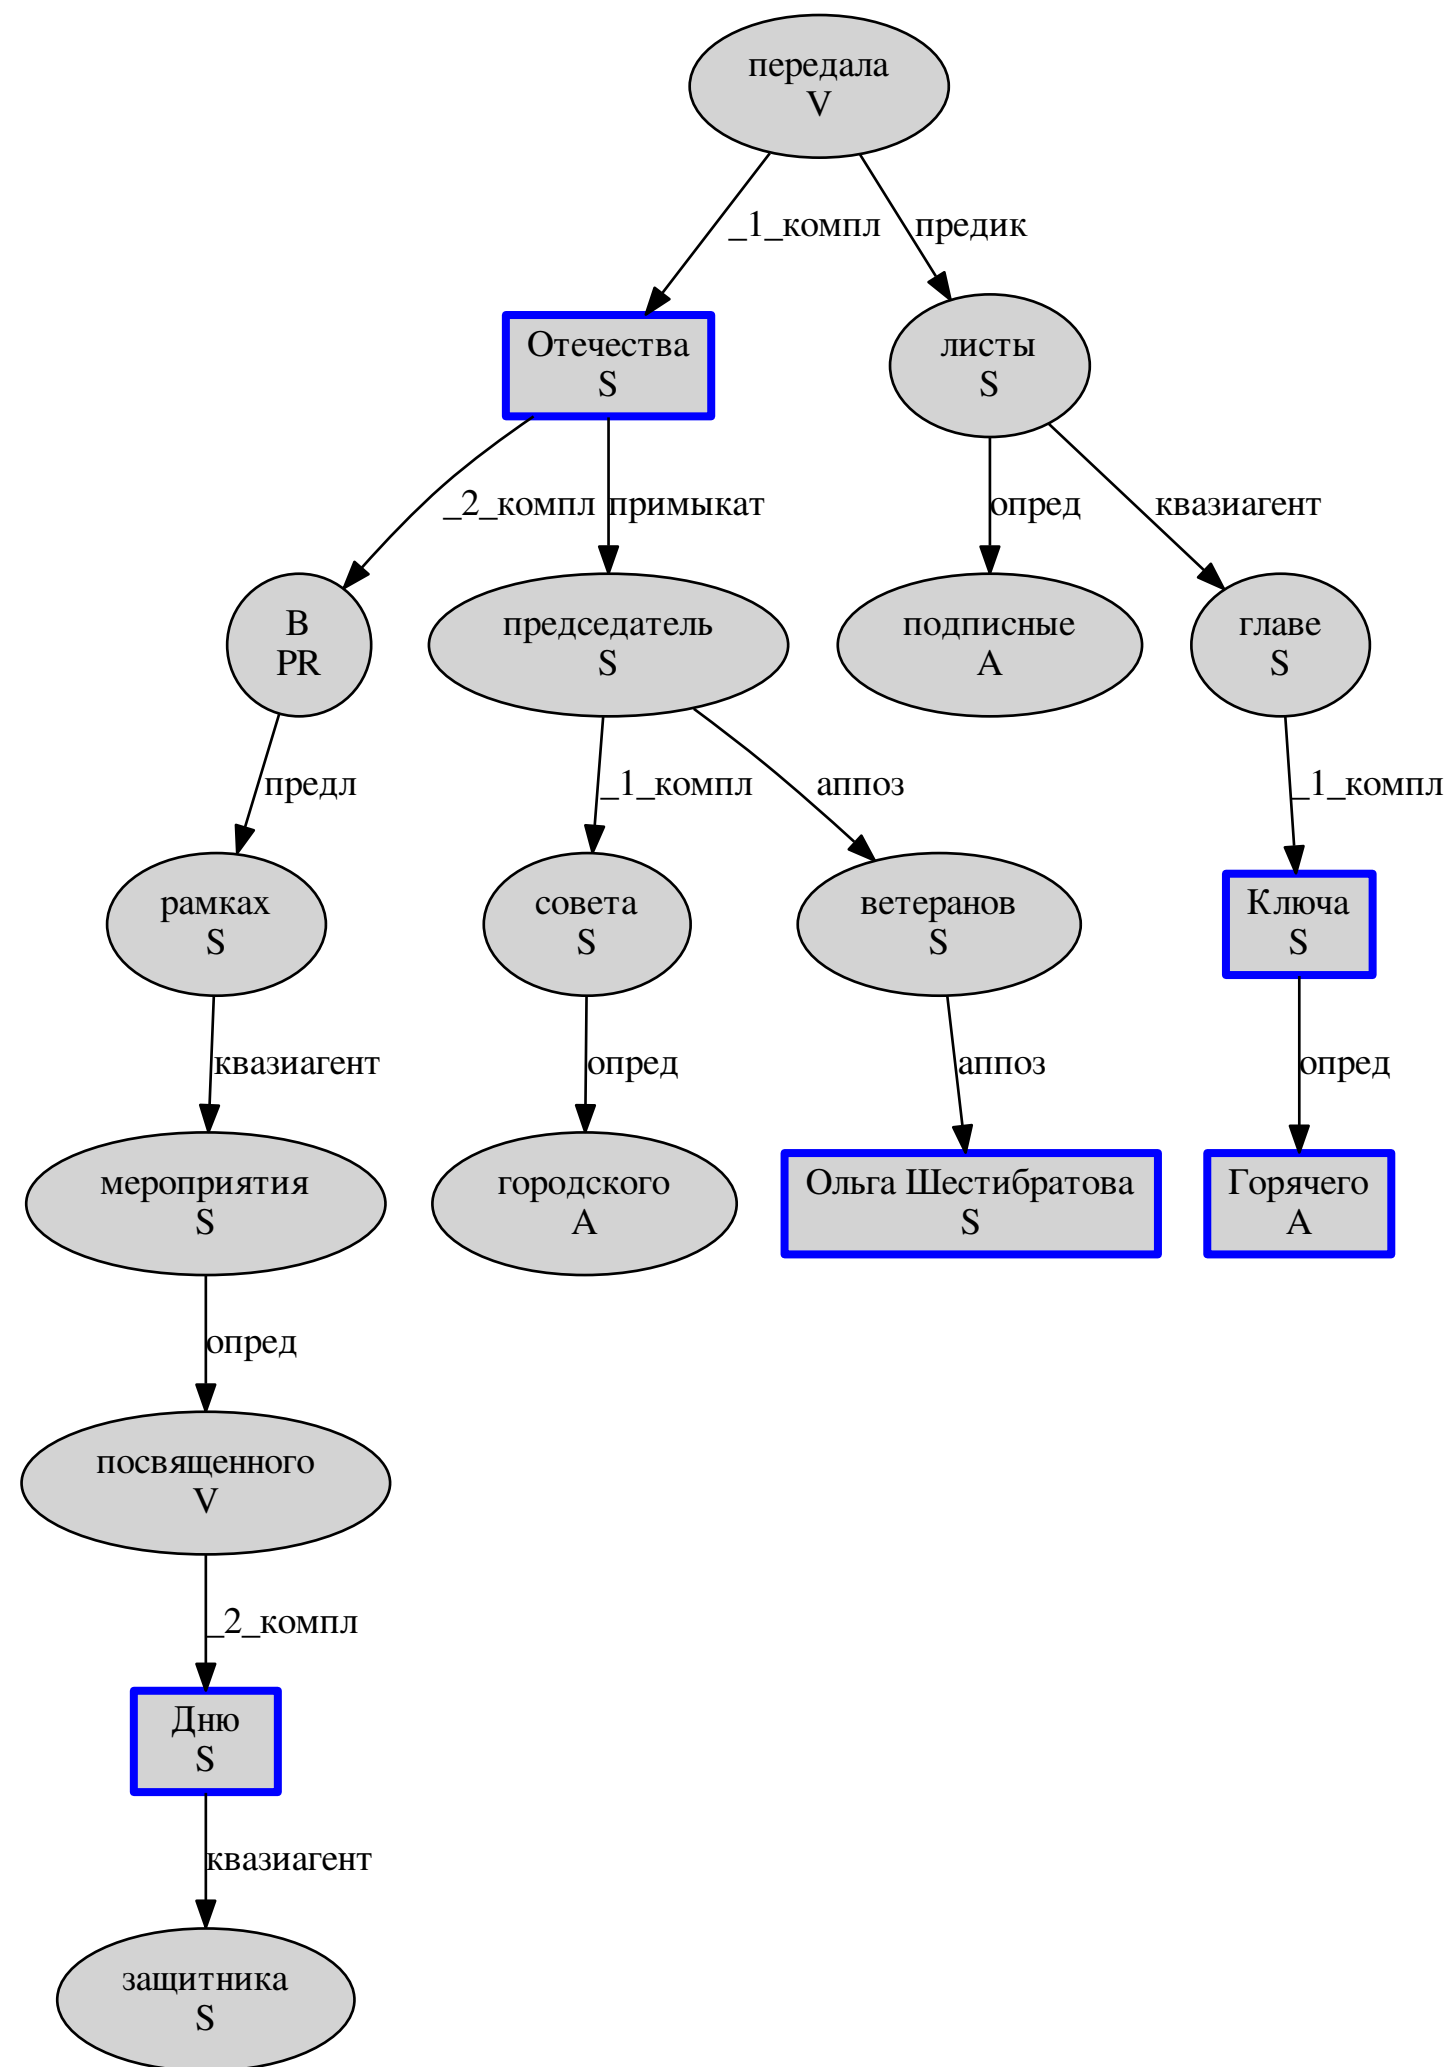 передала
V
_1_компл
предик
Отечества
S
листы
S
_2_компл
примыкат
опред
квазиагент
В
PR
председатель
S
подписные
A
главе
S
предл
_1_компл
аппоз
_1_компл
рамках
S
совета
S
ветеранов
S
Ключа
S
квазиагент
опред
аппоз
опред
мероприятия
S
городского
A
Ольга Шестибратова
S
Горячего
A
опред
посвященного
V
_2_компл
Дню
S
квазиагент
защитника
S